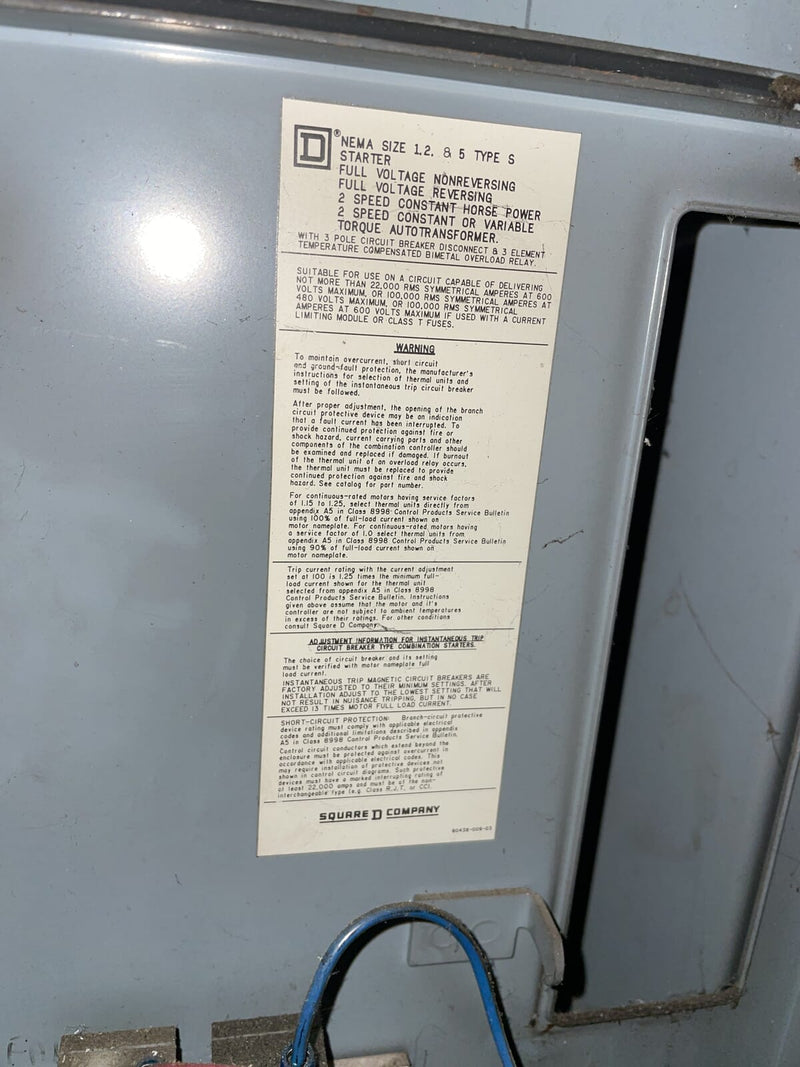 D® NEMA SIZE 1,2, & 5 TYPE S
STARTER
FULL VOLTAGE NONREVERSING
FULL VOLTAGE REVERSING
2 SPEED CONSTANT HORSE POWER
2 SPEED CONSTANT OR VARIABLE
TORQUE AUTOTRANSFORMER.
WITH 3 POLE CIRCUIT BREAKER DISCONNECT & 3 ELEMENT
TEMPERATURE COMPENSATED BIMETAL OVERLOAD RELAY.
SUITABLE FOR USE ON A CIRCUIT CAPABLE OF DELIVERING
NOT MORE THAN 22,000 RMS SYMMETRICAL AMPERES AT 600
VOLTS MAXIMUM, OR 100,000 RMS SYMMETRICAL AMPERES AT
480 VOLTS MAXIMUM, OR 100,000 RMS SYMMETRICAL
AMPERES AT 600 VOLTS MAXIMUM IF USED WITH A CURRENT
LIMITING MODULE OR CLASS T FUSES.
WARNING
To maintain overcurrent, short circuit
and ground-fault protection, the manufacturer's
instructions for selection of thermal units and
setting of the instantaneous trip circuit breaker
must be followed.
After proper adjustment, the opening of the branch
circuit protective device may be an indication
that a fault current has been interrupted. To
provide continued protection against fire or
shock hazard, current carrying parts and other
components of the combination controller should
be examined and replaced if damaged. If burnout
of the thermal unit of an overload relay occurs,
the thermal unit must be replaced to provide
continued protection against fire and shock
hazard. See catalog for part number.
For continuous-rated motors having service factors
of 1.15 to 1.25, select thermal units directly from
appendix A5 in Class 8998 Control Products Service Bulletin
using 100% of full-load current shown on
motor nameplate. For continuous-rated motors having
a service factor of 1.0 select thermal units from
appendix A5 in Class 8998 Control Products Service Bulletin
using 90% of full-load current shown on
motor nameplate.
Trip current rating with the current adjustment
set at 100 is 1.25 times the minimum full-
load current shown for the thermal unit
selected from appendix A5 in Class 8998
Control Products Service Bulletin. Instructions
given above assume that the motor and it's
controller are not subject to ambient temperatures
in excess of their ratings. For other conditions
consult Square D Company.
ADJUSTMENT INFORMATION FOR INSTANTANEOUS TRIP
CIRCUIT BREAKER TYPE COMBINATION STARTERS.
The choice of circuit breaker and its setting
must be verified with motor nameplate full
load current.
INSTANTANEOUS TRIP MAGNETIC CIRCUIT BREAKERS ARE
FACTORY ADJUSTED TO THEIR MINIMUM SETTINGS. AFTER
INSTALLATION ADJUST TO THE LOWEST SETTING THAT WILL
NOT RESULT IN NUISANCE TRIPPING, BUT IN NO CASE
EXCEED 13 TIMES MOTOR FULL LOAD CURRENT.
SHORT-CIRCUIT PROTECTION: Branch-circuit protective
device rating must comply with applicable electrical
codes and additional limitations described in appendix
A5 in Class 8998 Control Products Service Bulletin.
Control circuit conductors which extend beyond the
enclosure must be protected against overcurrent in
accordance with applicable electrical codes. This
may require installation of protective devices not
shown in control circuit diagrams. Such protective
devices must have a marked interrupting rating of
at least 22,000 amps and must be of the non-
interchangeable type (e.g. Class R,J,T, or CC).
SQUARE D COMPANY
80438-009-03